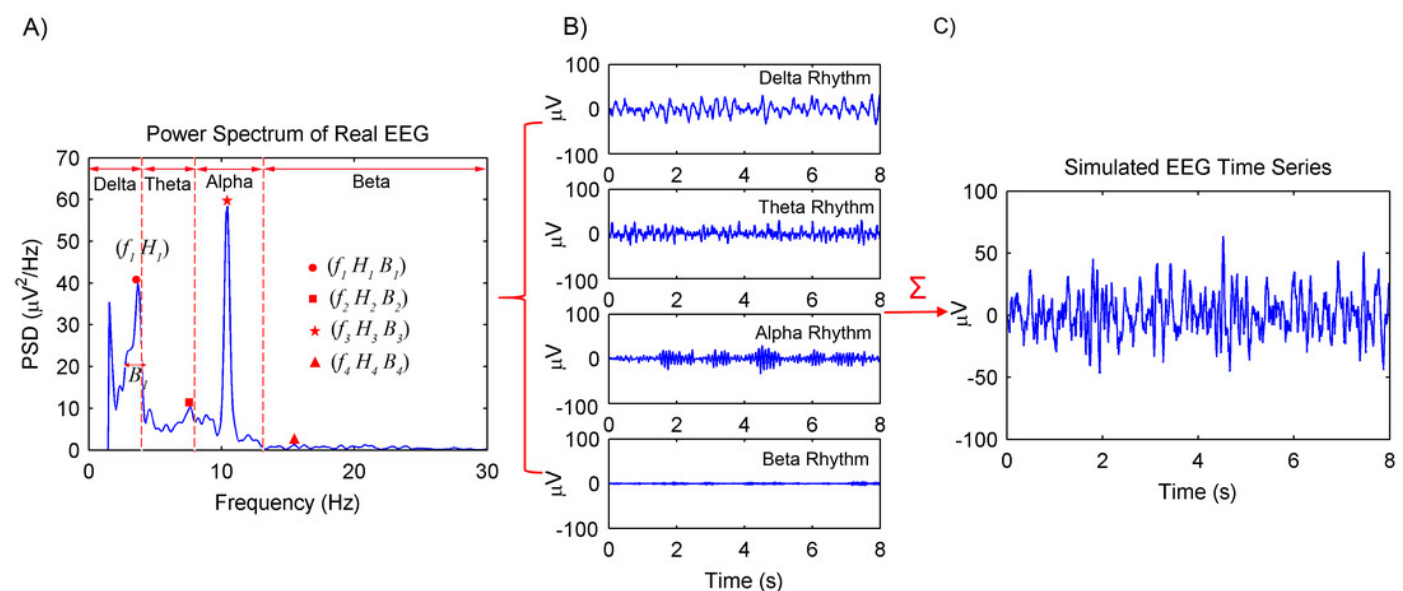 A)
Power Spectrum of Real EEG
70
60
50
40
30
20
10
0
PSD (μV²/Hz)
Delta
Theta
Alpha
Beta
(f₁ H₁)
B₁
● (f₁ H₁ B₁)
■ (f₂ H₂ B₂)
★ (f₃ H₃ B₃)
▲ (f₄ H₄ B₄)
0 10 20 30
Frequency (Hz)
B)
100
0
-100
μV
Delta Rhythm
0 2 4 6 8
100
0
-100
μV
Theta Rhythm
0 2 4 6 8
100
0
-100
μV
Alpha Rhythm
0 2 4 6 8
100
0
-100
μV
Beta Rhythm
0 2 4 6 8
Time (s)
Σ
C)
Simulated EEG Time Series
100
50
0
-50
-100
μV
0 2 4 6 8
Time (s)